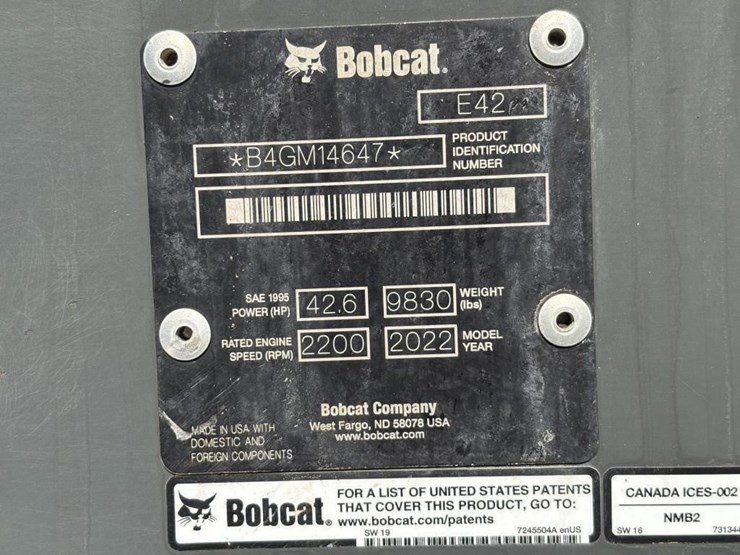 Bobcat.
E42
*B4GM14647*
PRODUCT
IDENTIFICATION
NUMBER
SAE 1995
POWER (HP)
42.6
9830
WEIGHT
(lbs)
RATED ENGINE
SPEED (RPM)
2200
2022
MODEL
YEAR
Bobcat Company
West Fargo, ND 58078 USA
www.bobcat.com
MADE IN USA WITH
DOMESTIC AND
FOREIGN COMPONENTS
Bobcat.
FOR A LIST OF UNITED STATES PATENTS
THAT COVER THIS PRODUCT, GO TO:
www.bobcat.com/patents
SW 19
7245504A enUS
CANADA ICES-002
NMB2
SW 16